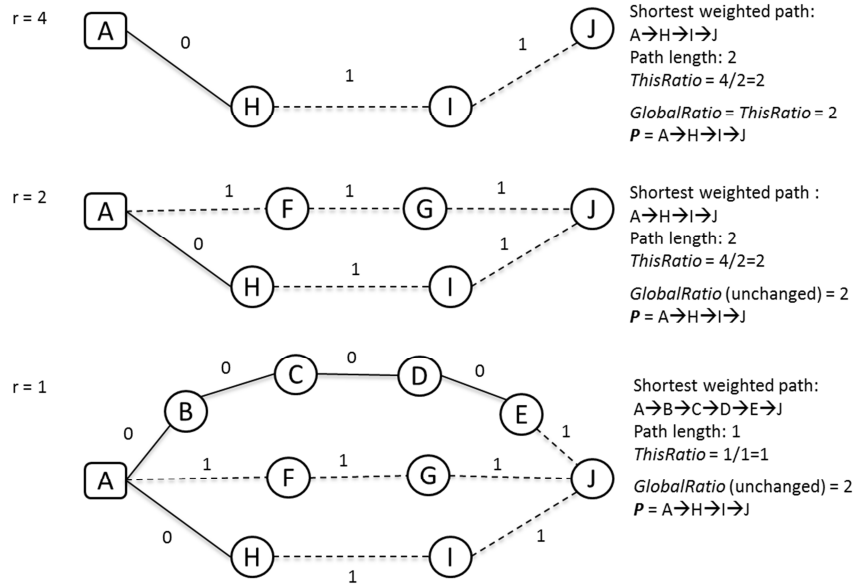 r = 4
A
0
H
1
I
1
J
Shortest weighted path:
A→H→I→J
Path length: 2
ThisRatio = 4/2=2
GlobalRatio = ThisRatio = 2
P = A→H→I→J
r = 2
A
1
F
1
G
1
J
0
H
1
I
1
Shortest weighted path :
A→H→I→J
Path length: 2
ThisRatio = 4/2=2
GlobalRatio (unchanged) = 2
P = A→H→I→J
r = 1
0
B
0
C
0
D
0
E
1
A
1
F
1
G
1
J
0
H
1
I
1
Shortest weighted path:
A→B→C→D→E→J
Path length: 1
ThisRatio = 1/1=1
GlobalRatio (unchanged) = 2
P = A→H→I→J